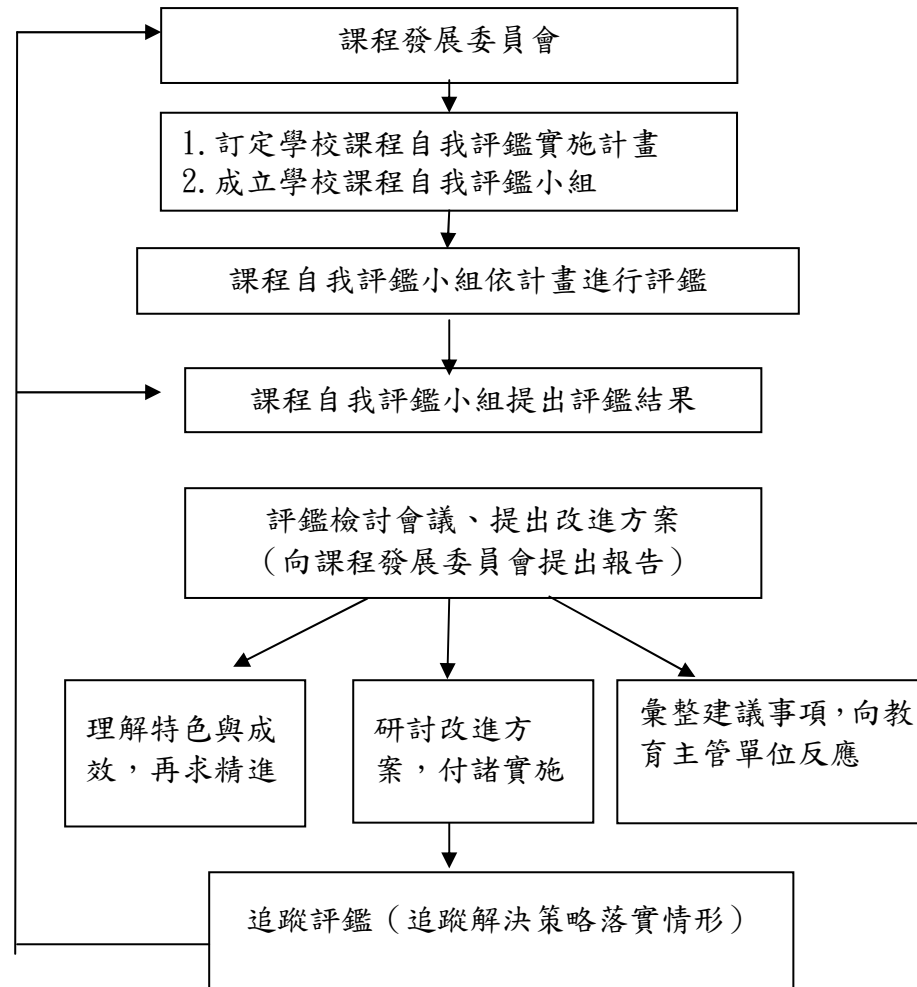 課程發展委員會
1.訂定學校課程自我評鑑實施計畫
2.成立學校課程自我評鑑小組
課程自我評鑑小組依計畫進行評鑑
課程自我評鑑小組提出評鑑結果
評鑑檢討會議、提出改進方案
（向課程發展委員會提出報告）
理解特色與成
效，再求精進
研討改進方
案，付諸實施
彙整建議事項，向教
育主管單位反應
追蹤評鑑（追蹤解決策略落實情形）